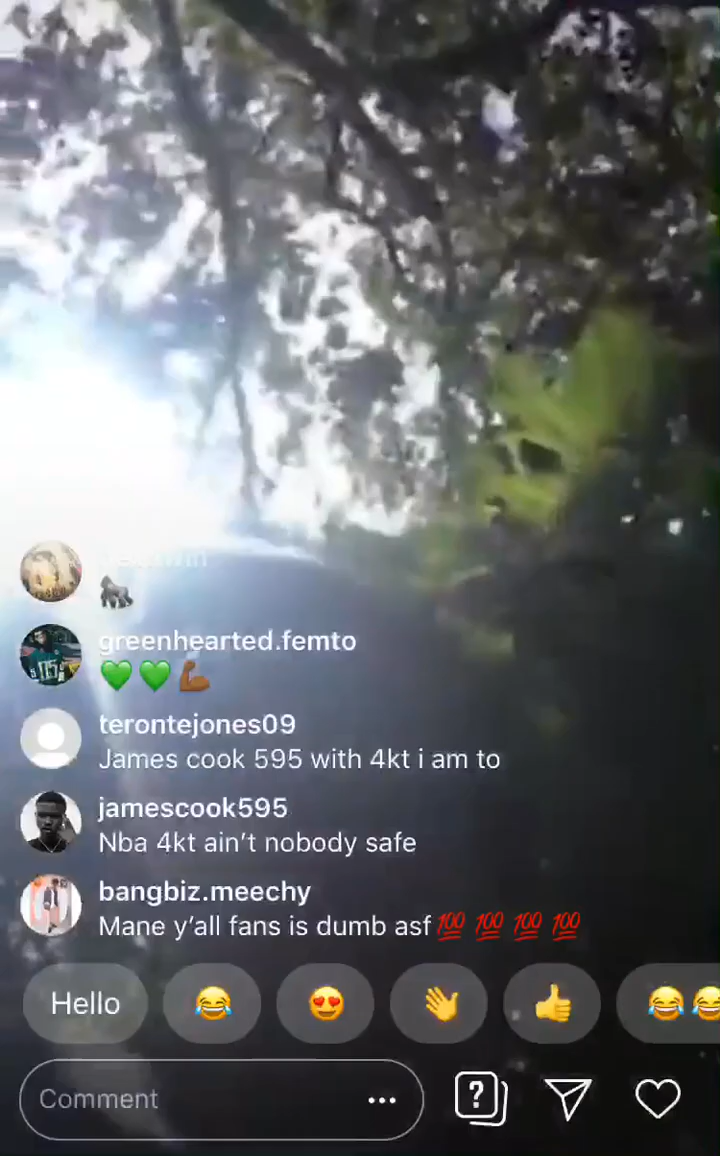 🦍
greenhearted.femto
💚💚💪🏾
terontejones09
James cook 595 with 4kt i am to
jamescook595
Nba 4kt ain’t nobody safe
bangbiz.meechy
Mane y’all fans is dumb asf💯💯💯💯
Hello 😂 😍 👋 👍 😂😂
Comment ...
?